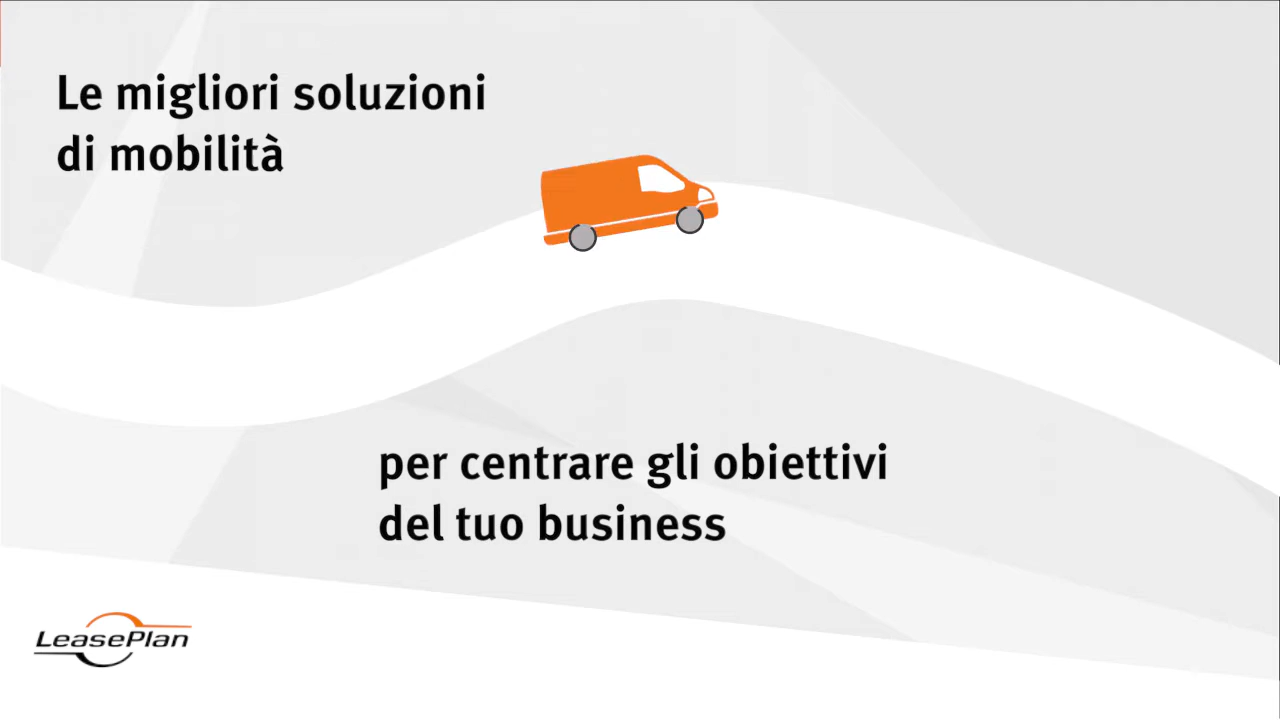 Le migliori soluzioni
di mobilità
per centrare gli obiettivi
del tuo business
LeasePlan